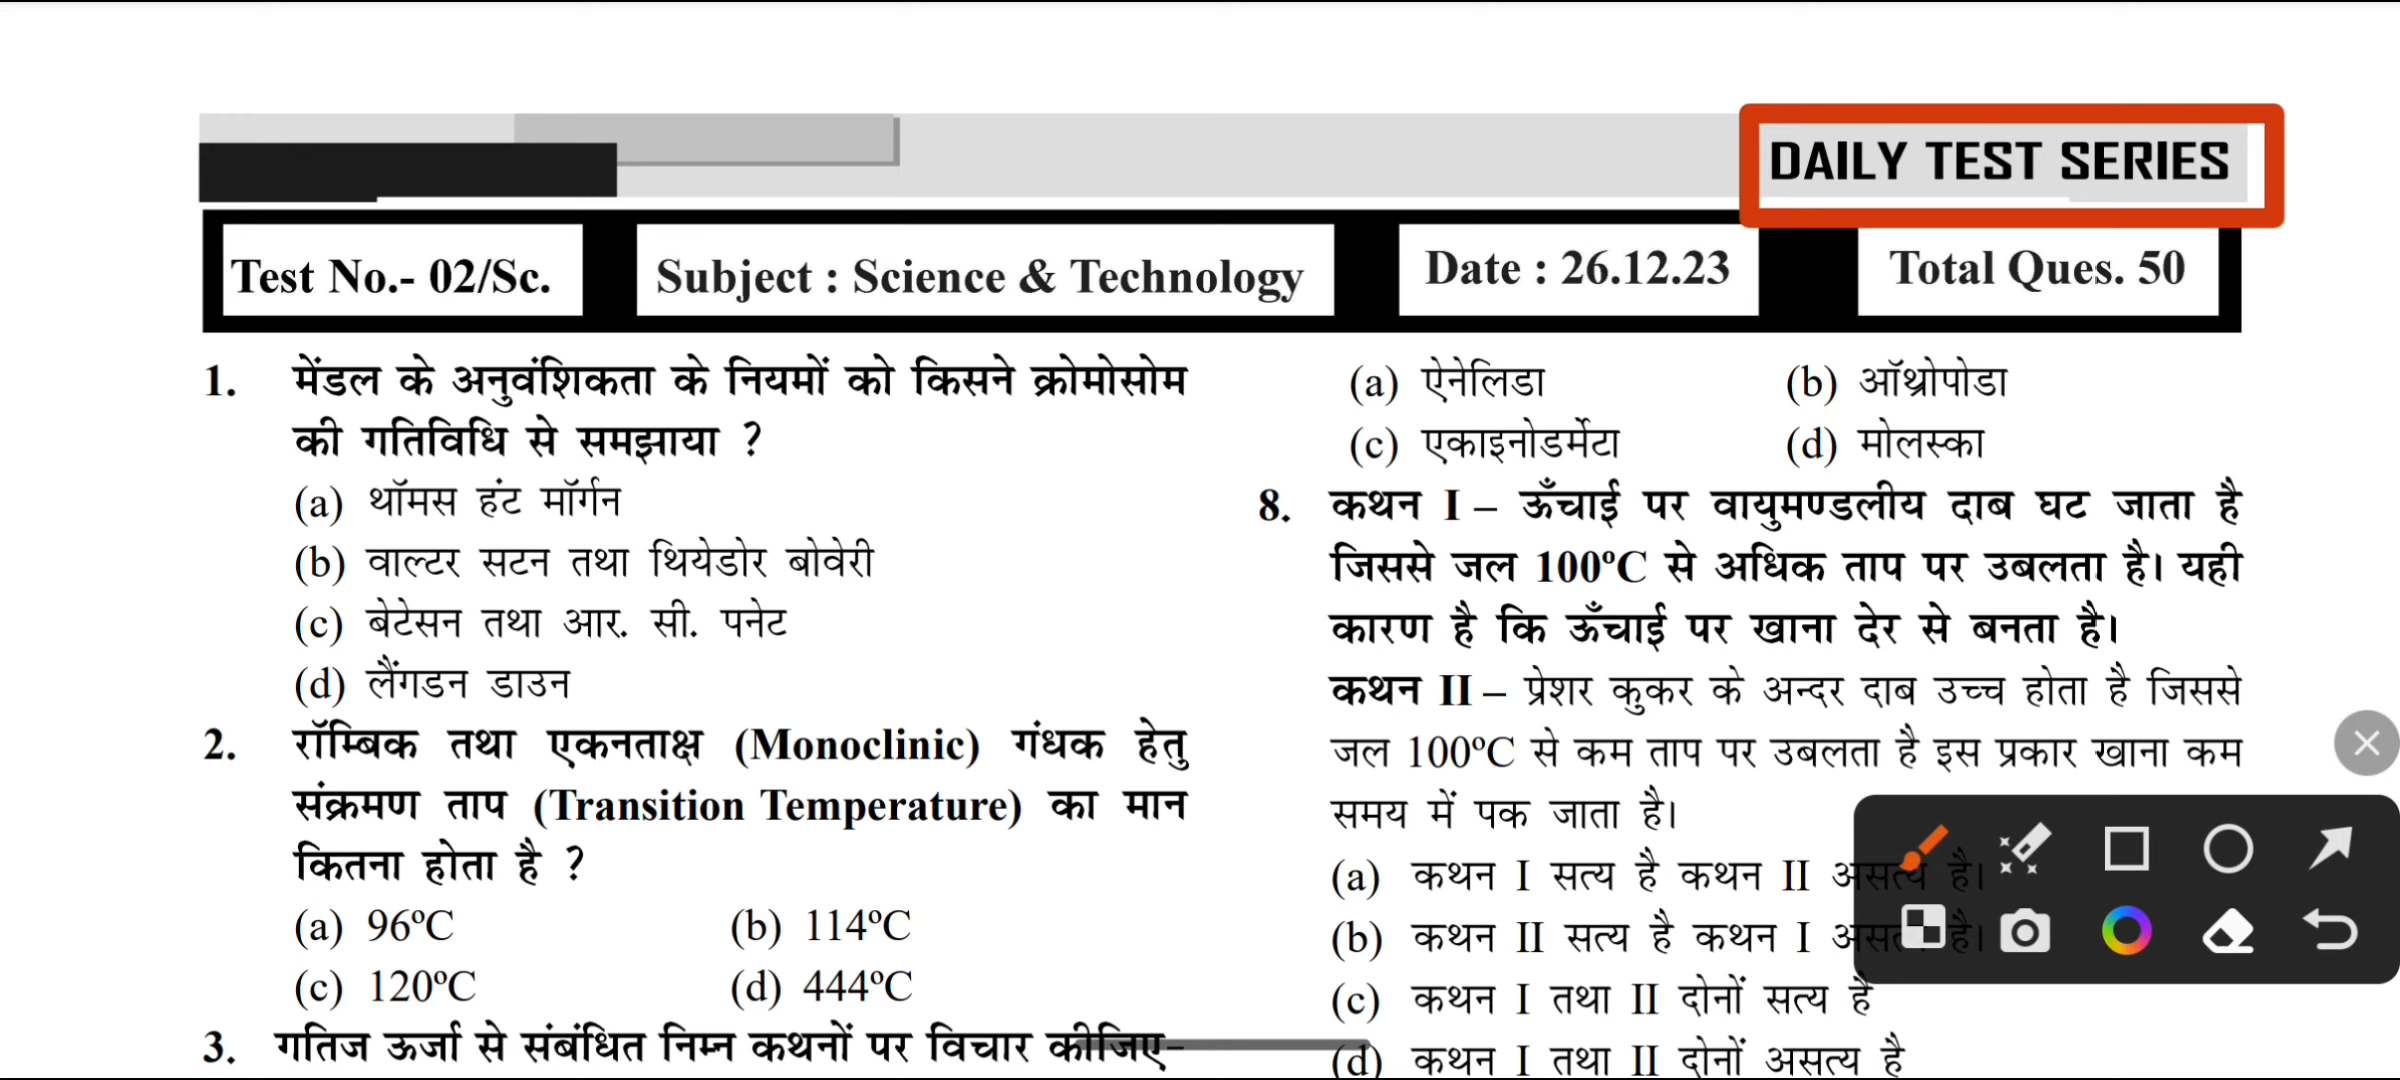 DAILY TEST SERIES
Test No.- 02/Sc.
Subject : Science & Technology
Date : 26.12.23
Total Ques. 50
1. मेंडल के अनुवंशिकता के नियमों को किसने क्रोमोसोम
की गतिविधि से समझाया ?
(a) थॉमस हंट मॉर्गन
(b) वाल्टर सटन तथा थियेडोर बोवेरी
(c) बेटेसन तथा आर. सी. पनेट
(d) लैंगडन डाउन
2. रॉम्बिक तथा एकनताक्ष (Monoclinic) गंधक हेतु
संक्रमण ताप (Transition Temperature) का मान
कितना होता है ?
(a) 96ºC (b) 114ºC
(c) 120ºC (d) 444ºC
3. गतिज ऊर्जा से संबंधित निम्न कथनों पर विचार कीजिए–
(a) ऐनेलिडा (b) ऑथ्रोपोडा
(c) एकाइनोडर्मेटा (d) मोलस्का
8. कथन I – ऊँचाई पर वायुमण्डलीय दाब घट जाता है
जिससे जल 100ºC से अधिक ताप पर उबलता है। यही
कारण है कि ऊँचाई पर खाना देर से बनता है।
कथन II – प्रेशर कुकर के अन्दर दाब उच्च होता है जिससे
जल 100ºC से कम ताप पर उबलता है इस प्रकार खाना कम
समय में पक जाता है।
(a) कथन I सत्य है कथन II असत्य है।
(b) कथन II सत्य है कथन I असत्य है।
(c) कथन I तथा II दोनों सत्य है
(d) कथन I तथा II दोनों असत्य है